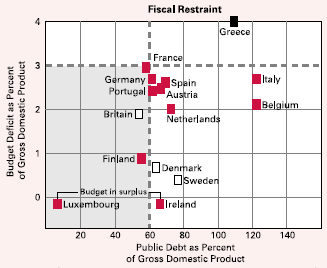 Fiscal Restraint
4
Greece
France
3
Germany
Spain
Italy
Portugal
Austria
Belgium
2
Britain
Netherlands
1
Finland
Denmark
Sweden
Budget in surplus
0
Luxembourg
Ireland
20 40 60 80 100 120 140
Public Debt as Percent
of Gross Domestic Product
Budget Deficit as Percent
of Gross Domestic Product